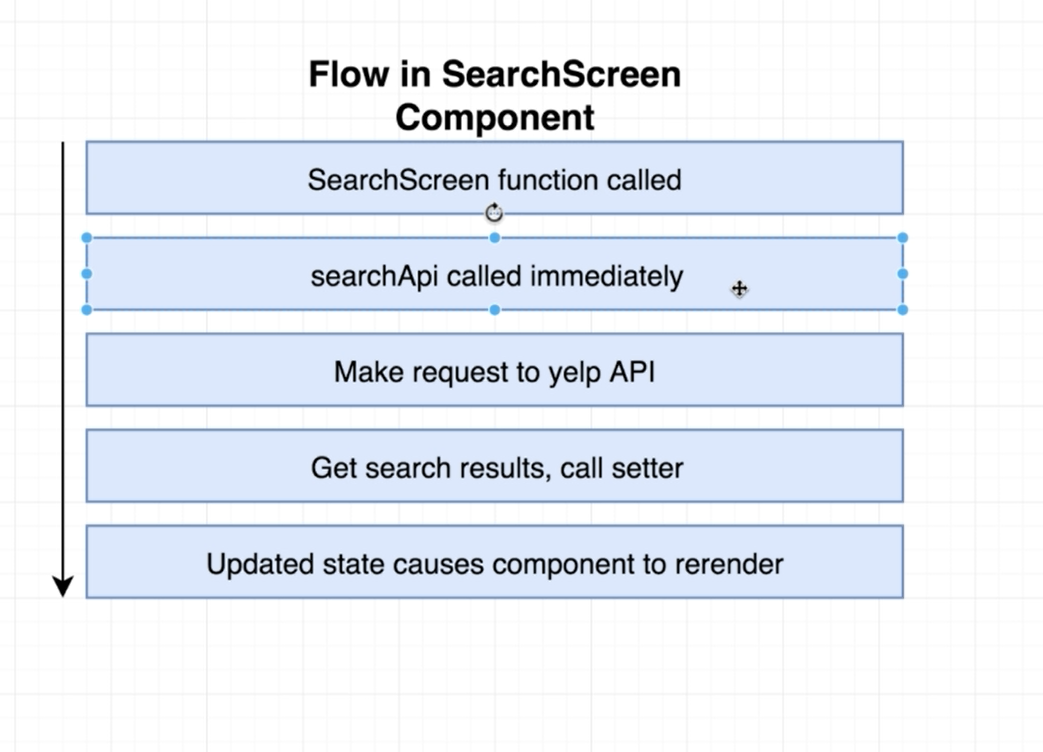 Flow in SearchScreen
Component
SearchScreen function called
searchApi called immediately
Make request to yelp API
Get search results, call setter
Updated state causes component to rerender